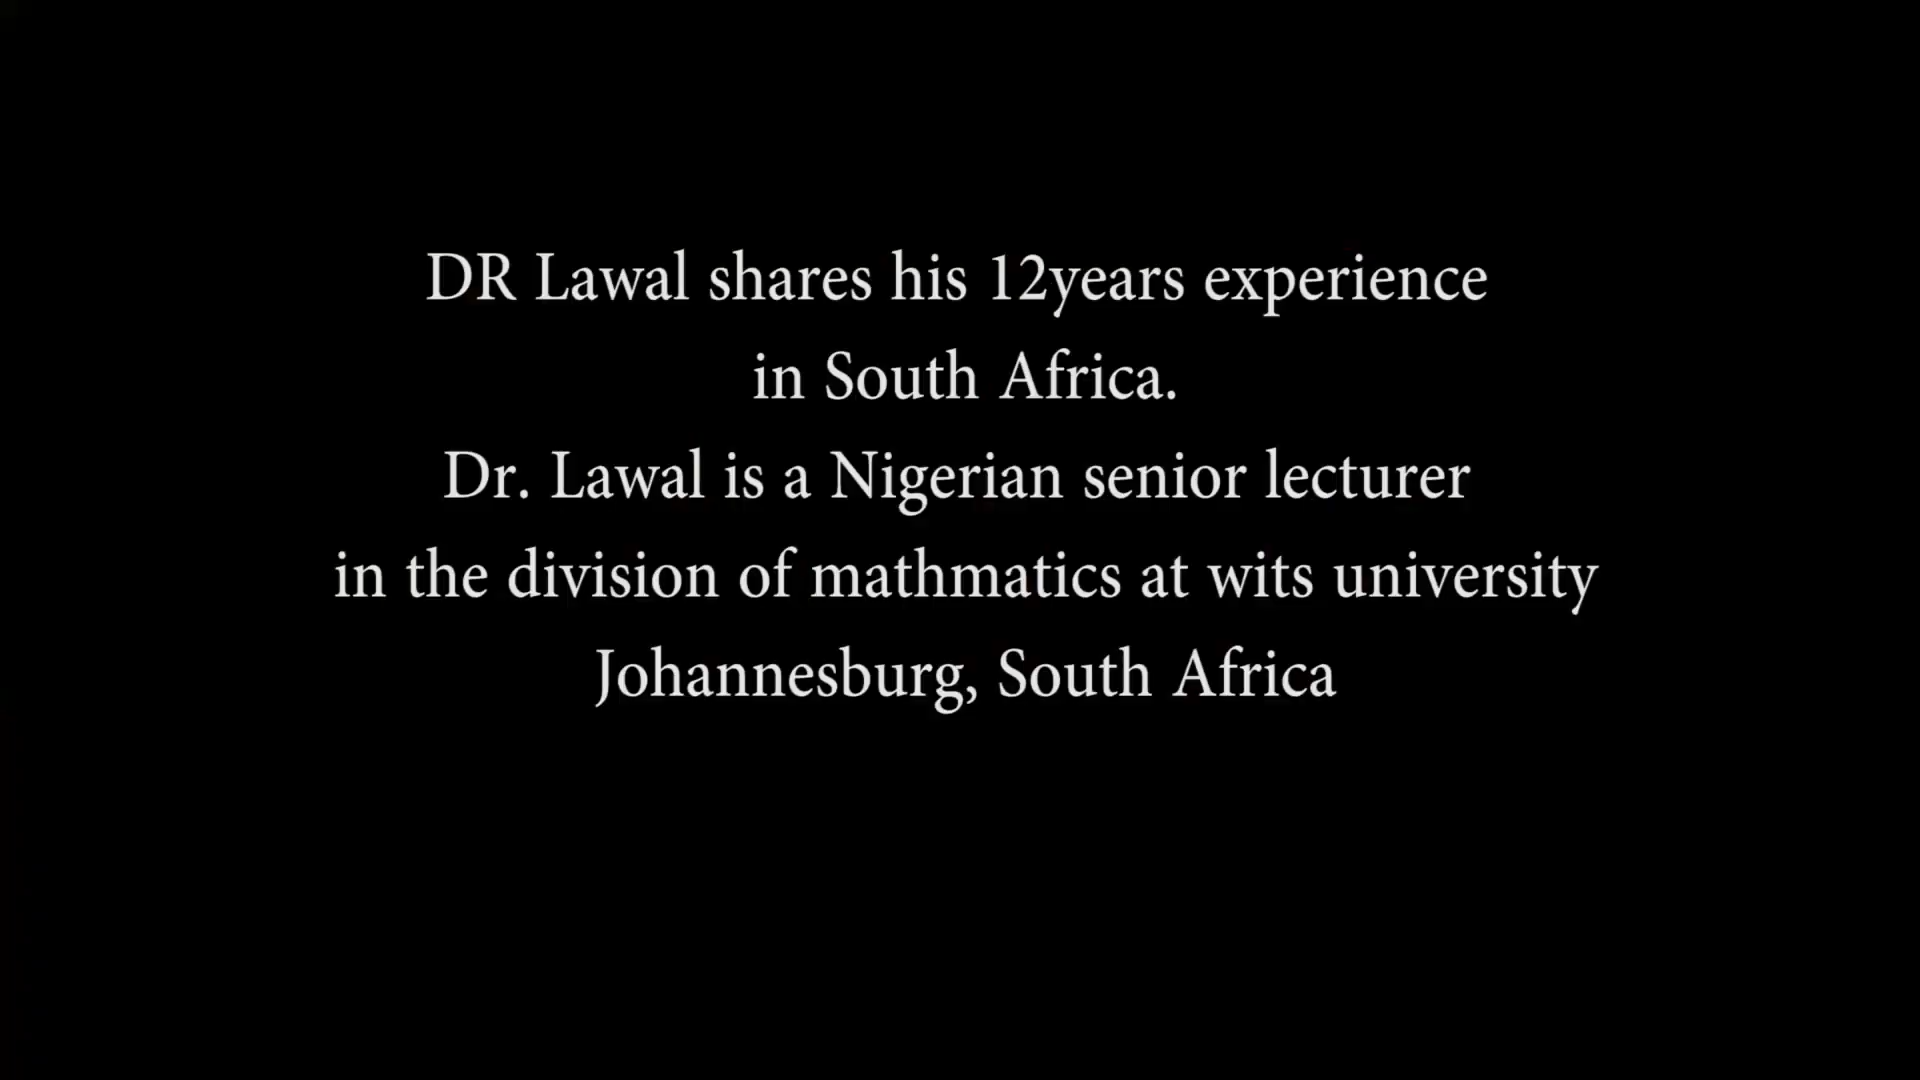 DR Lawal shares his 12years experience
in South Africa.
Dr. Lawal is a Nigerian senior lecturer
in the division of mathmatics at wits university
Johannesburg, South Africa